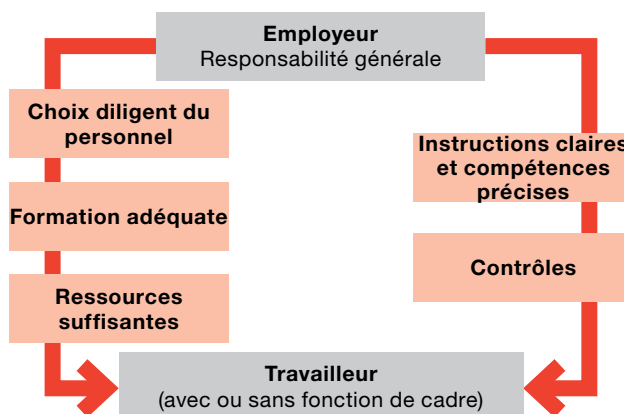 Employeur
Responsabilité générale
Choix diligent du
personnel
Formation adéquate
Ressources
suffisantes
Instructions claires
et compétences
précises
Contrôles
Travailleur
(avec ou sans fonction de cadre)